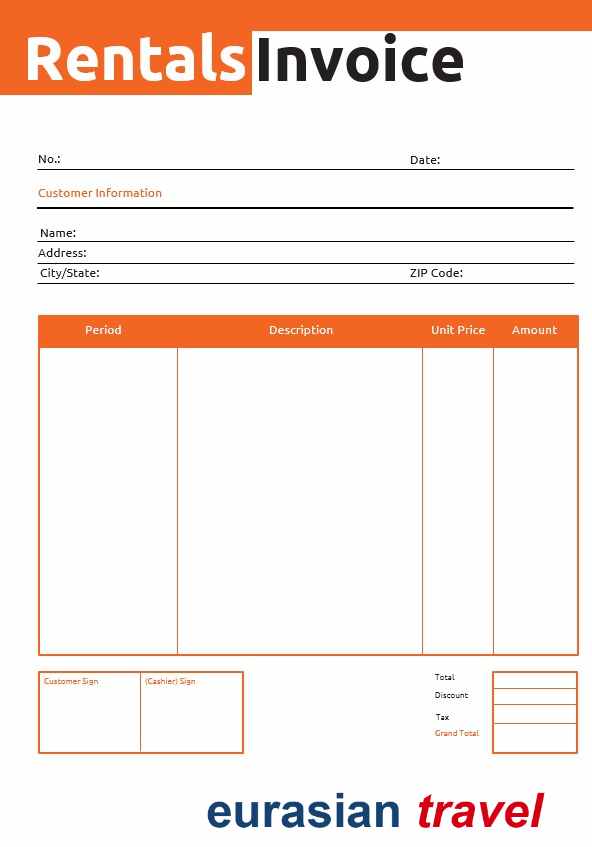 Rentals Invoice
No.: Date:
Customer Information
Name:
Address:
City/State: ZIP Code:
Period Description Unit Price Amount
Customer Sign (Cashier) Sign
Total
Discount
Tax
Grand Total
eurasian travel